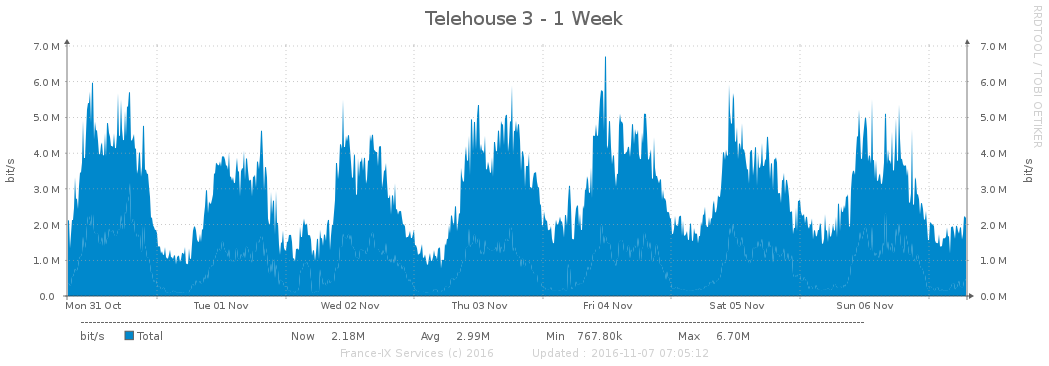 Telehouse 3 - 1 Week
RRDTOOL / TOBI OETIKER
7.0 M 7.0 M
6.0 M 6.0 M
5.0 M 5.0 M
4.0 M 4.0 M
3.0 M 3.0 M
2.0 M 2.0 M
1.0 M 1.0 M
0.0 0.0 M
bit/s
bit/s
Mon 31 Oct Tue 01 Nov Wed 02 Nov Thu 03 Nov Fri 04 Nov Sat 05 Nov Sun 06 Nov
bit/s Total Now 2.18M Avg 2.99M Min 767.80k Max 6.70M
France-IX Services (c) 2016 Updated : 2016-11-07 07:05:12